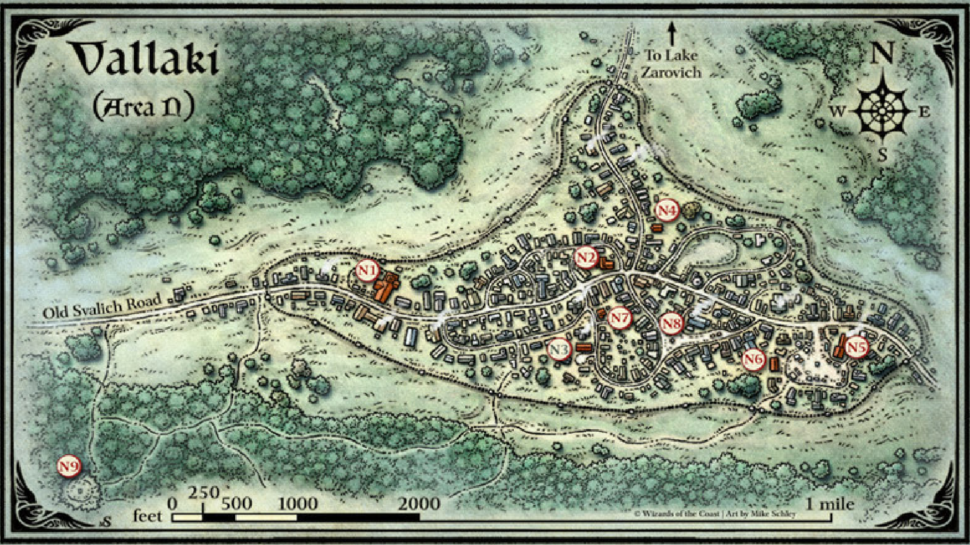 Vallaki
(Area N)
To Lake
Zarovich
N
W
E
S
N4
N2
N1
Old Svalich Road
N7
N8
N3
N5
N6
N9
0 250 500 1000 2000 1 mile
feet
© Wizards of the Coast | Art by Mike Schley